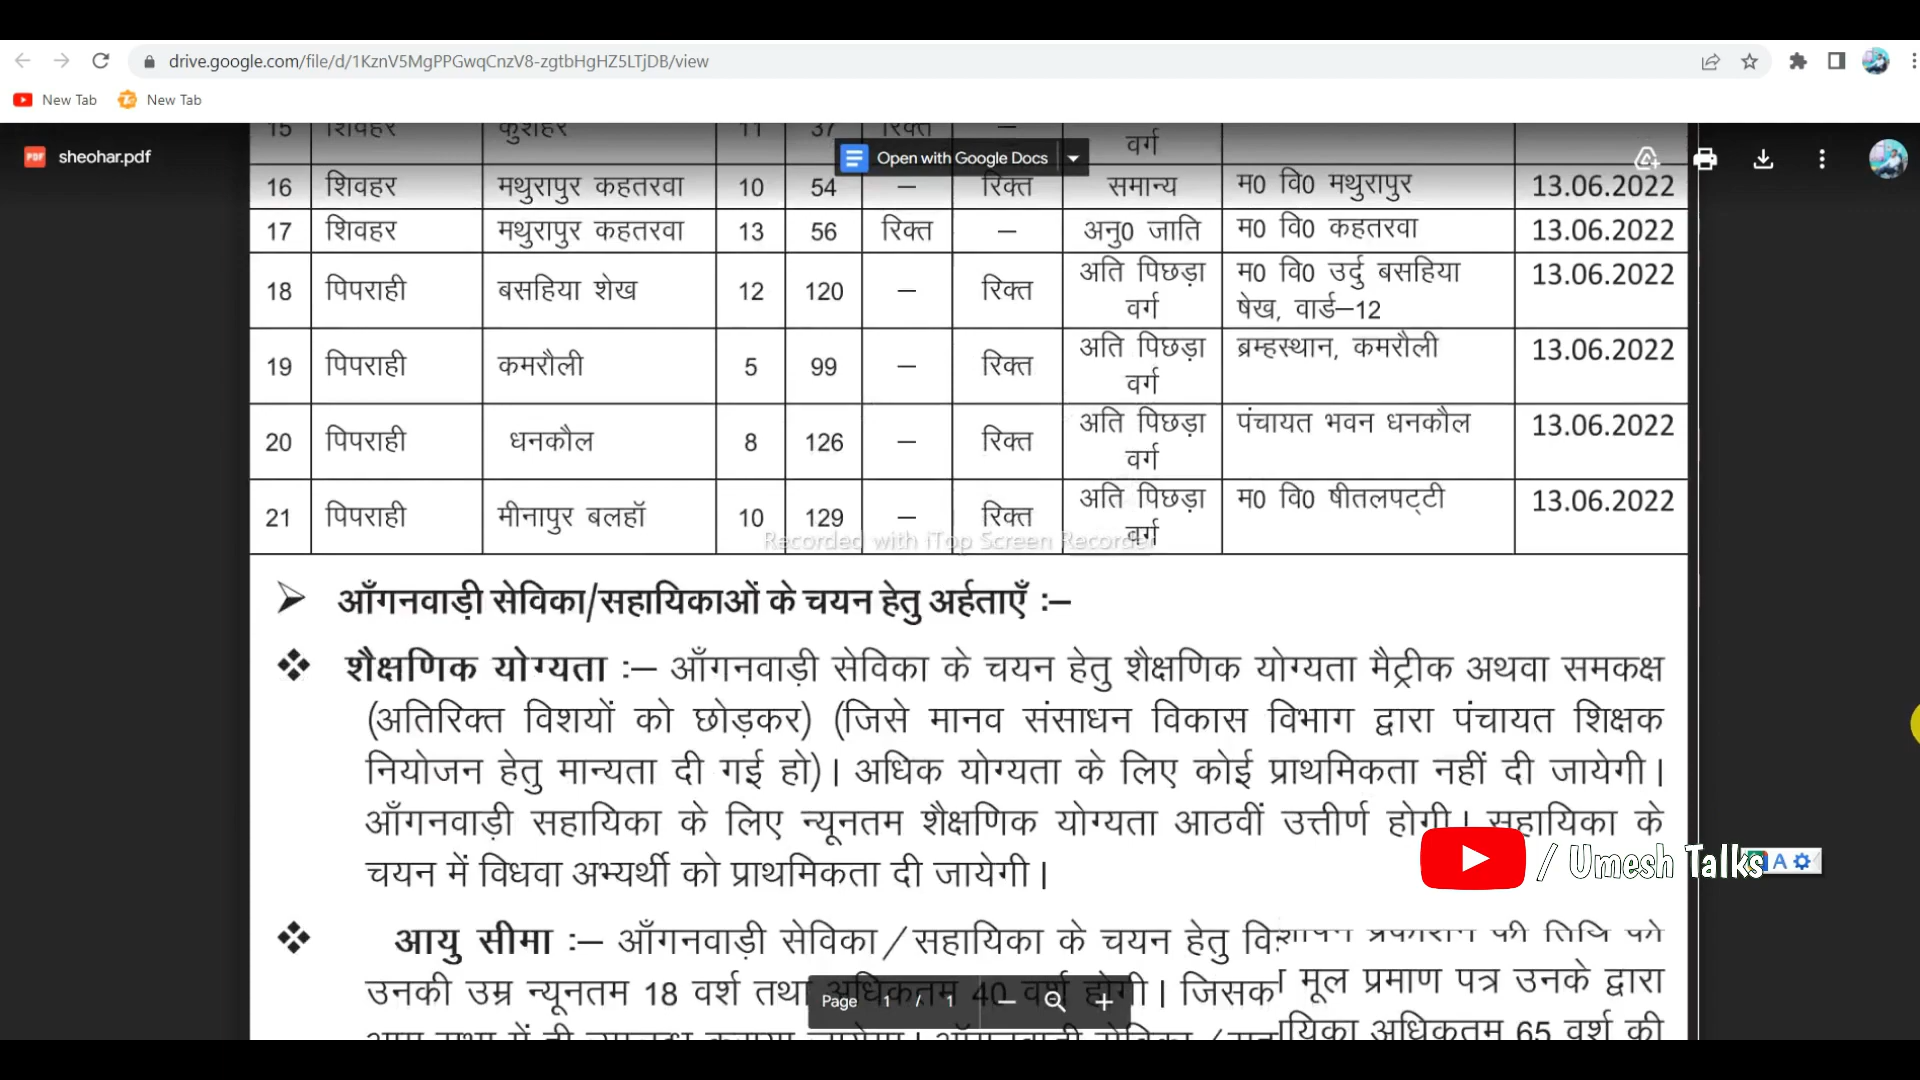 drive.google.com/file/d/1KznV5MgPPGwqCnzV8-zgtbHgHZ5LTjDB/view
New Tab New Tab
sheohar.pdf
Open with Google Docs
15 शिवहर कुशहर 11 37 रिक्त – वर्ग
16 शिवहर मथुरापुर कहतरवा 10 54 – रिक्त समान्य म0 वि0 मथुरापुर 13.06.2022
17 शिवहर मथुरापुर कहतरवा 13 56 रिक्त – अनु0 जाति म0 वि0 कहतरवा 13.06.2022
18 पिपराही बसहिया शेख 12 120 – रिक्त अति पिछड़ा वर्ग म0 वि0 उर्दु बसहिया षेख, वार्ड–12 13.06.2022
19 पिपराही कमरौली 5 99 – रिक्त अति पिछड़ा वर्ग ब्रम्हस्थान, कमरौली 13.06.2022
20 पिपराही धनकौल 8 126 – रिक्त अति पिछड़ा वर्ग पंचायत भवन धनकौल 13.06.2022
21 पिपराही मीनापुर बलहॉ 10 129 – रिक्त अति पिछड़ा वर्ग म0 वि0 षीतलपट्टी 13.06.2022
Recorded with iTop Screen Recorder
➢ आँगनवाड़ी सेविका/सहायिकाओं के चयन हेतु अर्हताएँ :–
❖ शैक्षणिक योग्यता :– आँगनवाड़ी सेविका के चयन हेतु शैक्षणिक योग्यता मैट्रीक अथवा समकक्ष
(अतिरिक्त विशयों को छोड़कर) (जिसे मानव संसाधन विकास विभाग द्वारा पंचायत शिक्षक
नियोजन हेतु मान्यता दी गई हो)। अधिक योग्यता के लिए कोई प्राथमिकता नहीं दी जायेगी।
आँगनवाड़ी सहायिका के लिए न्यूनतम शैक्षणिक योग्यता आठवीं उत्तीर्ण होगी। सहायिका के
चयन में विधवा अभ्यर्थी को प्राथमिकता दी जायेगी।
/ Umesh Talks
A
❖ आयु सीमा :– आँगनवाड़ी सेविका/सहायिका के चयन हेतु
उनकी उम्र न्यूनतम 18 वर्श तथा अधिकतम 40 वर्श होगी। जिसक मूल प्रमाण पत्र उनके द्वारा
Page 1 / 1
अधिकतम 65 वर्श की